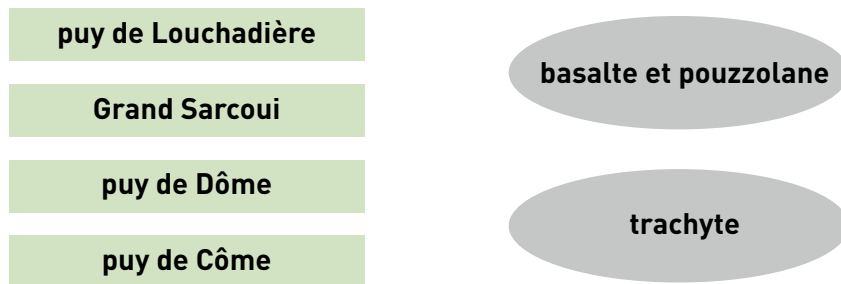 puy de Louchadière
Grand Sarcoui
puy de Dôme
puy de Côme
basalte et pouzzolane
trachyte